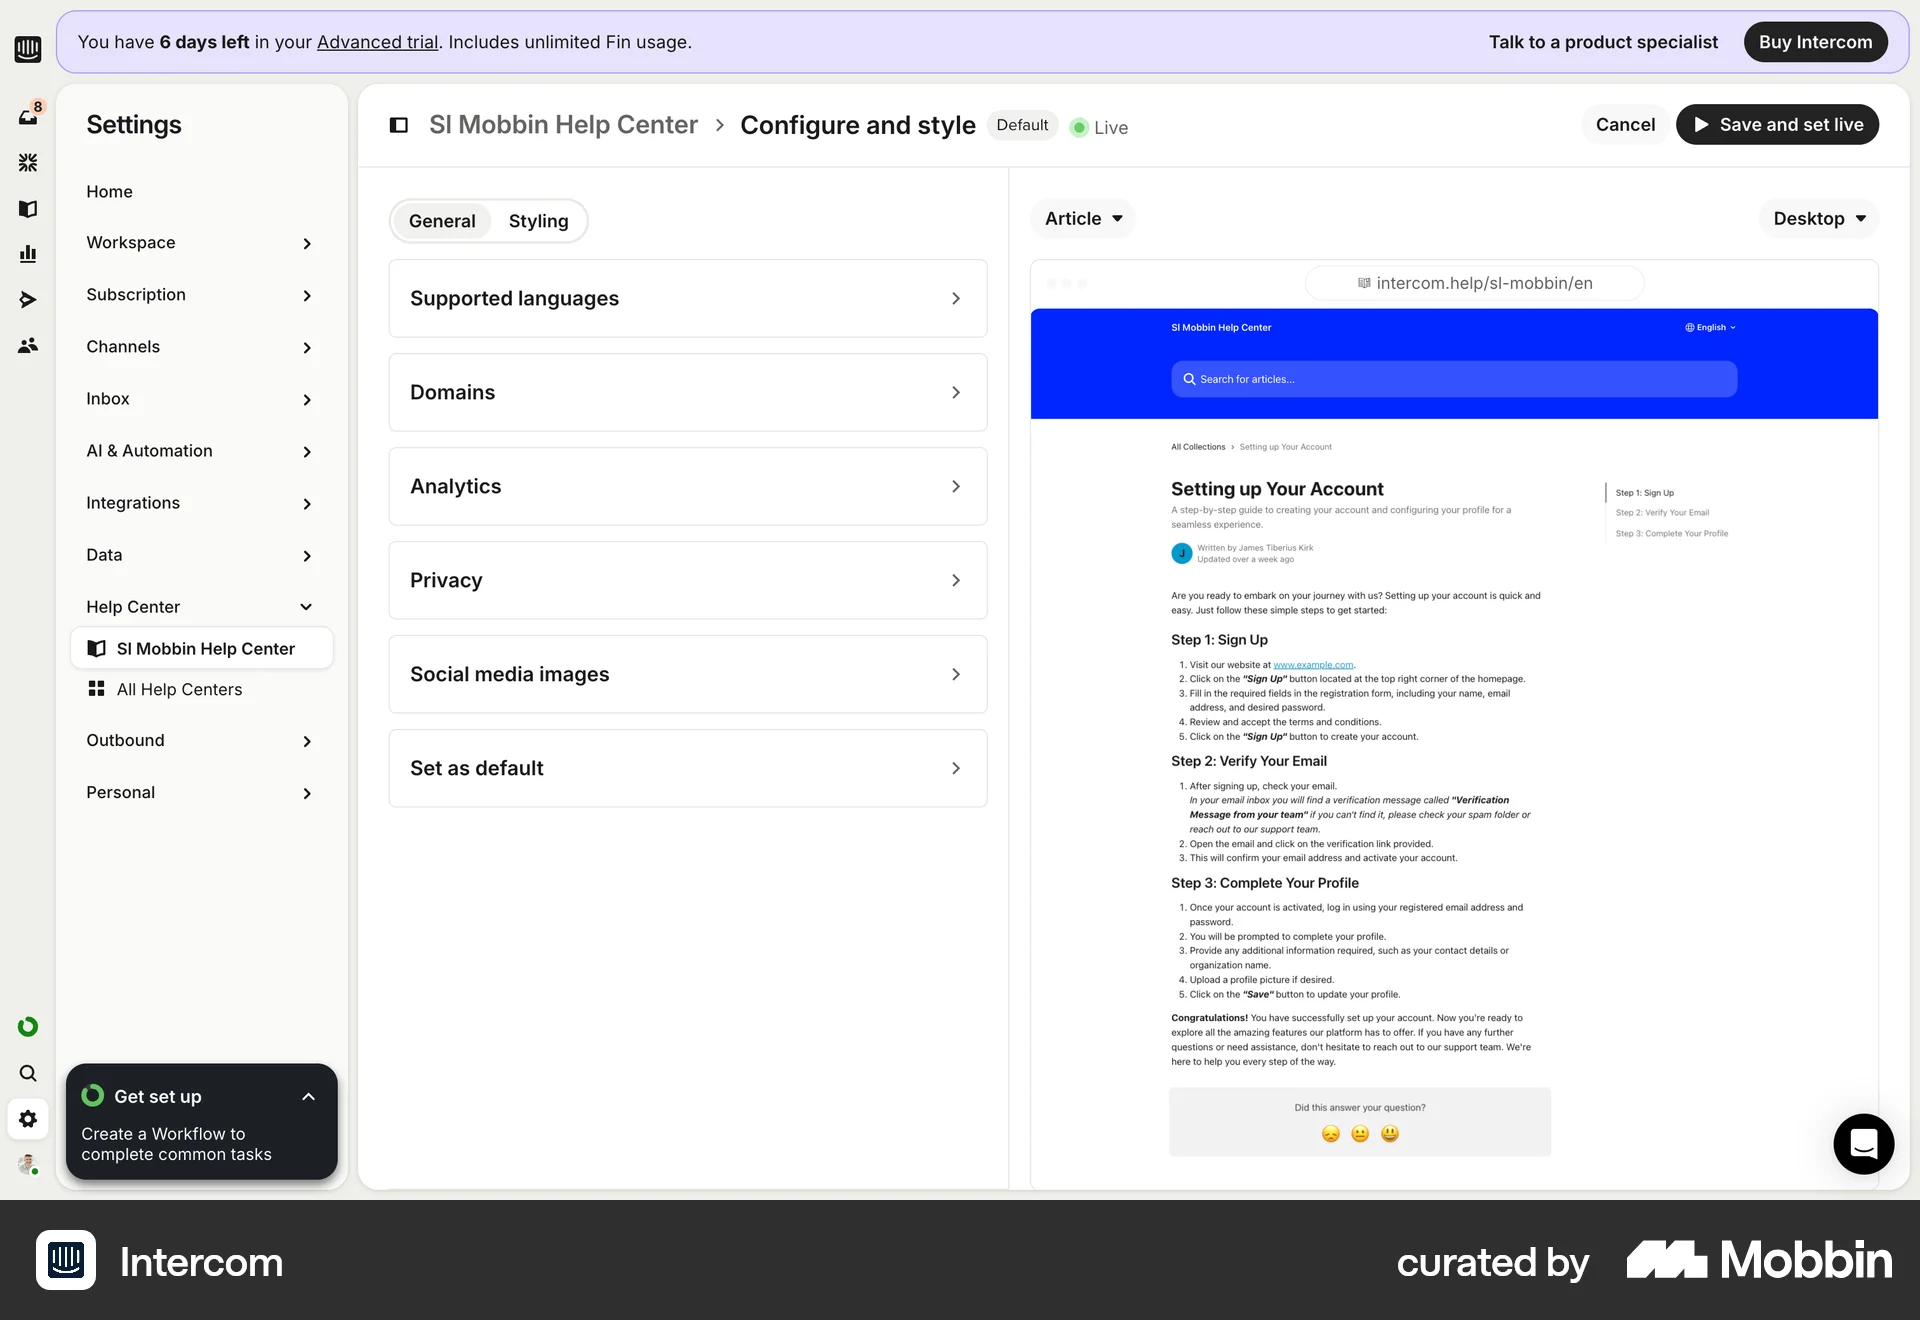 You have 6 days left in your Advanced trial. Includes unlimited Fin usage.
Talk to a product specialist
Buy Intercom
8
Settings
Home
Workspace
Subscription
Channels
Inbox
AI & Automation
Integrations
Data
Help Center
SI Mobbin Help Center
All Help Centers
Outbound
Personal
Get set up
Create a Workflow to
complete common tasks
SI Mobbin Help Center
Configure and style
Default
Live
Cancel
Save and set live
General
Styling
Supported languages
Domains
Analytics
Privacy
Social media images
Set as default
Article
Desktop
intercom.help/sl-mobbin/en
SI Mobbin Help Center
English
Search for articles...
All Collections
Setting up Your Account
Setting up Your Account
A step-by-step guide to creating your account and configuring your profile for a
seamless experience.
J
Written by James Tiberius Kirk
Updated over a week ago
Step 1: Sign Up
Step 2: Verify Your Email
Step 3: Complete Your Profile
Are you ready to embark on your journey with us? Setting up your account is quick and
easy. Just follow these simple steps to get started:
Step 1: Sign Up
1. Visit our website at www.example.com.
2. Click on the "Sign Up" button located at the top right corner of the homepage.
3. Fill in the required fields in the registration form, including your name, email
address, and desired password.
4. Review and accept the terms and conditions.
5. Click on the "Sign Up" button to create your account.
Step 2: Verify Your Email
1. After signing up, check your email.
In your email inbox you will find a verification message called "Verification
Message from your team" if you can't find it, please check your spam folder or
reach out to our support team.
2. Open the email and click on the verification link provided.
3. This will confirm your email address and activate your account.
Step 3: Complete Your Profile
1. Once your account is activated, log in using your registered email address and
password.
2. You will be prompted to complete your profile.
3. Provide any additional information required, such as your contact details or
organization name.
4. Upload a profile picture if desired.
5. Click on the "Save" button to update your profile.
Congratulations! You have successfully set up your account. Now you're ready to
explore all the amazing features our platform has to offer. If you have any further
questions or need assistance, don't hesitate to reach out to our support team. We're
here to help you every step of the way.
Did this answer your question?
Intercom
curated by
Mobbin